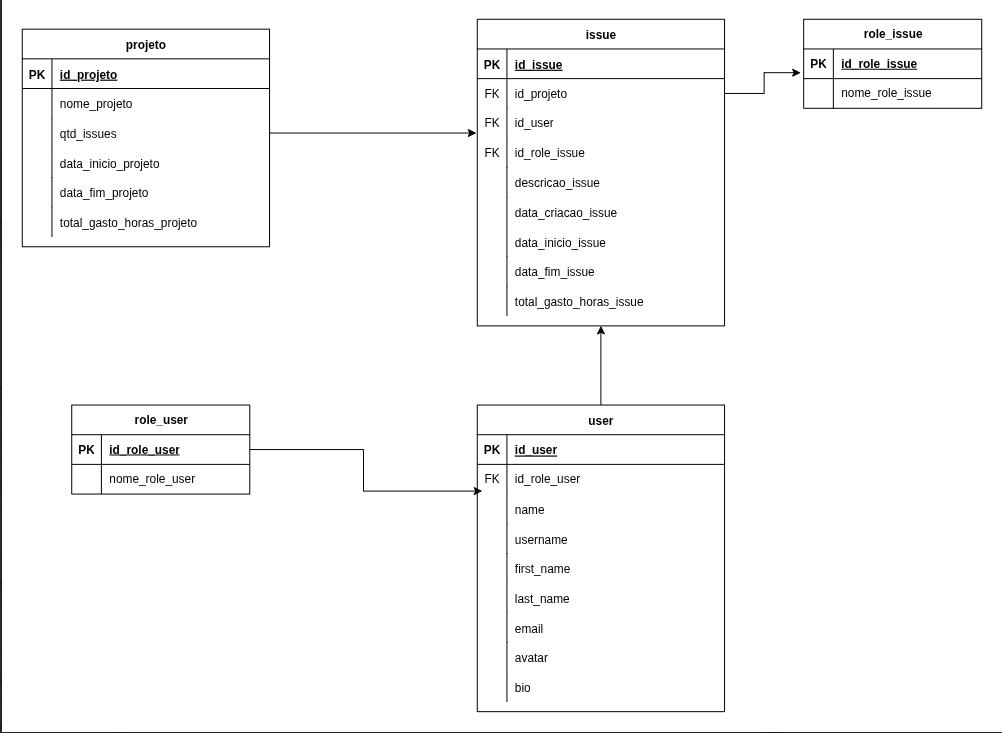 projeto
PK id_projeto
nome_projeto
qtd_issues
data_inicio_projeto
data_fim_projeto
total_gasto_horas_projeto
issue
PK id_issue
FK id_projeto
FK id_user
FK id_role_issue
descricao_issue
data_criacao_issue
data_inicio_issue
data_fim_issue
total_gasto_horas_issue
role_issue
PK id_role_issue
nome_role_issue
role_user
PK id_role_user
nome_role_user
user
PK id_user
FK id_role_user
name
username
first_name
last_name
email
avatar
bio